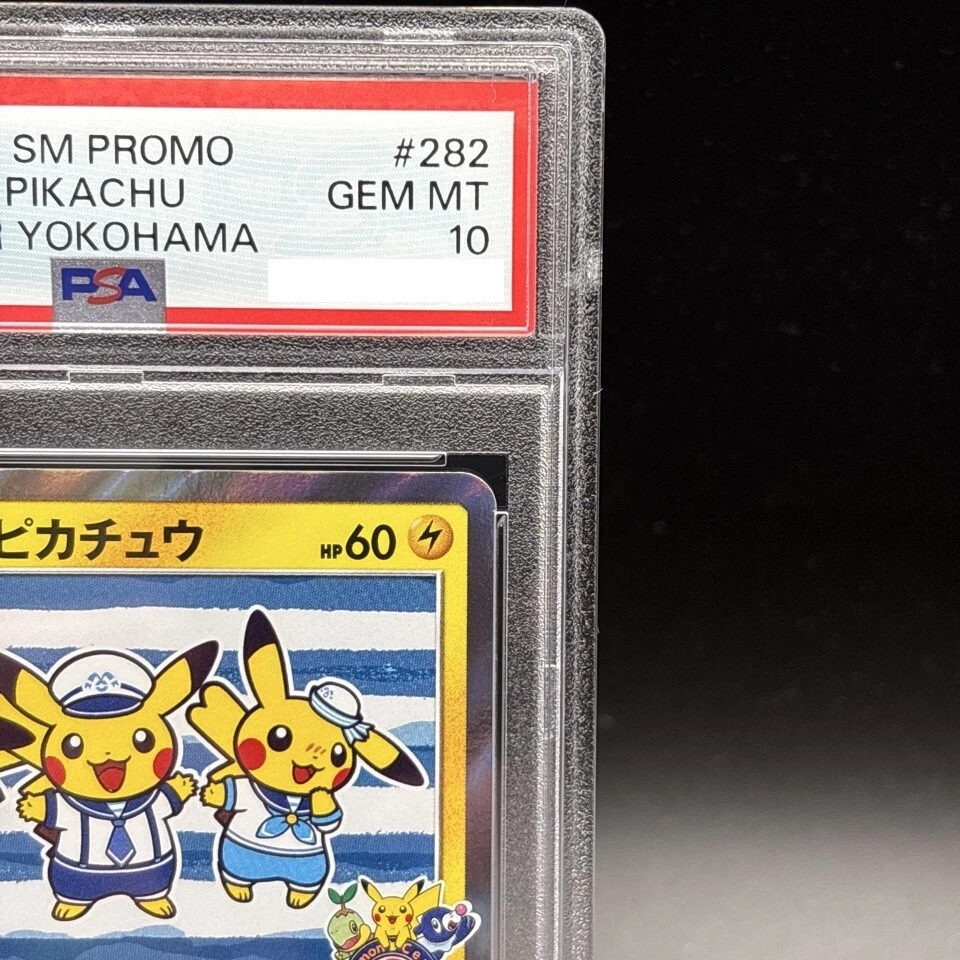 SM PROMO #282
PIKACHU GEM MT
YOKOHAMA 10
PSA
ピカチュウ HP60